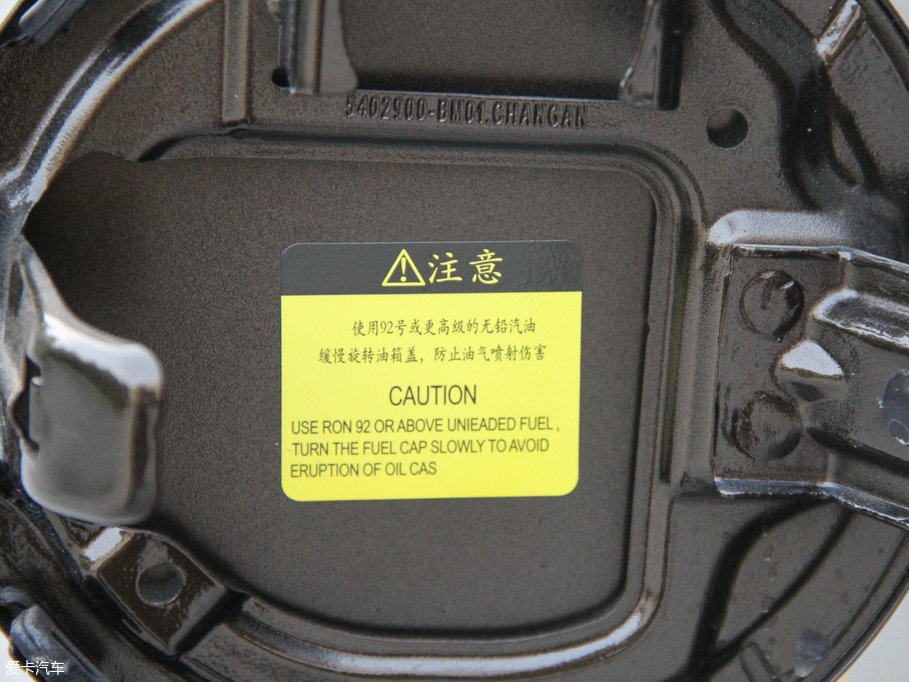 5402900-BM01.CHANGAN
注意
使用92号或更高级的无铅汽油
缓慢旋转油箱盖，防止油气喷射伤害
CAUTION
USE RON 92 OR ABOVE UNIEADED FUEL,
TURN THE FUEL CAP SLOWLY TO AVOID
ERUPTION OF OIL CAS
爱卡汽车